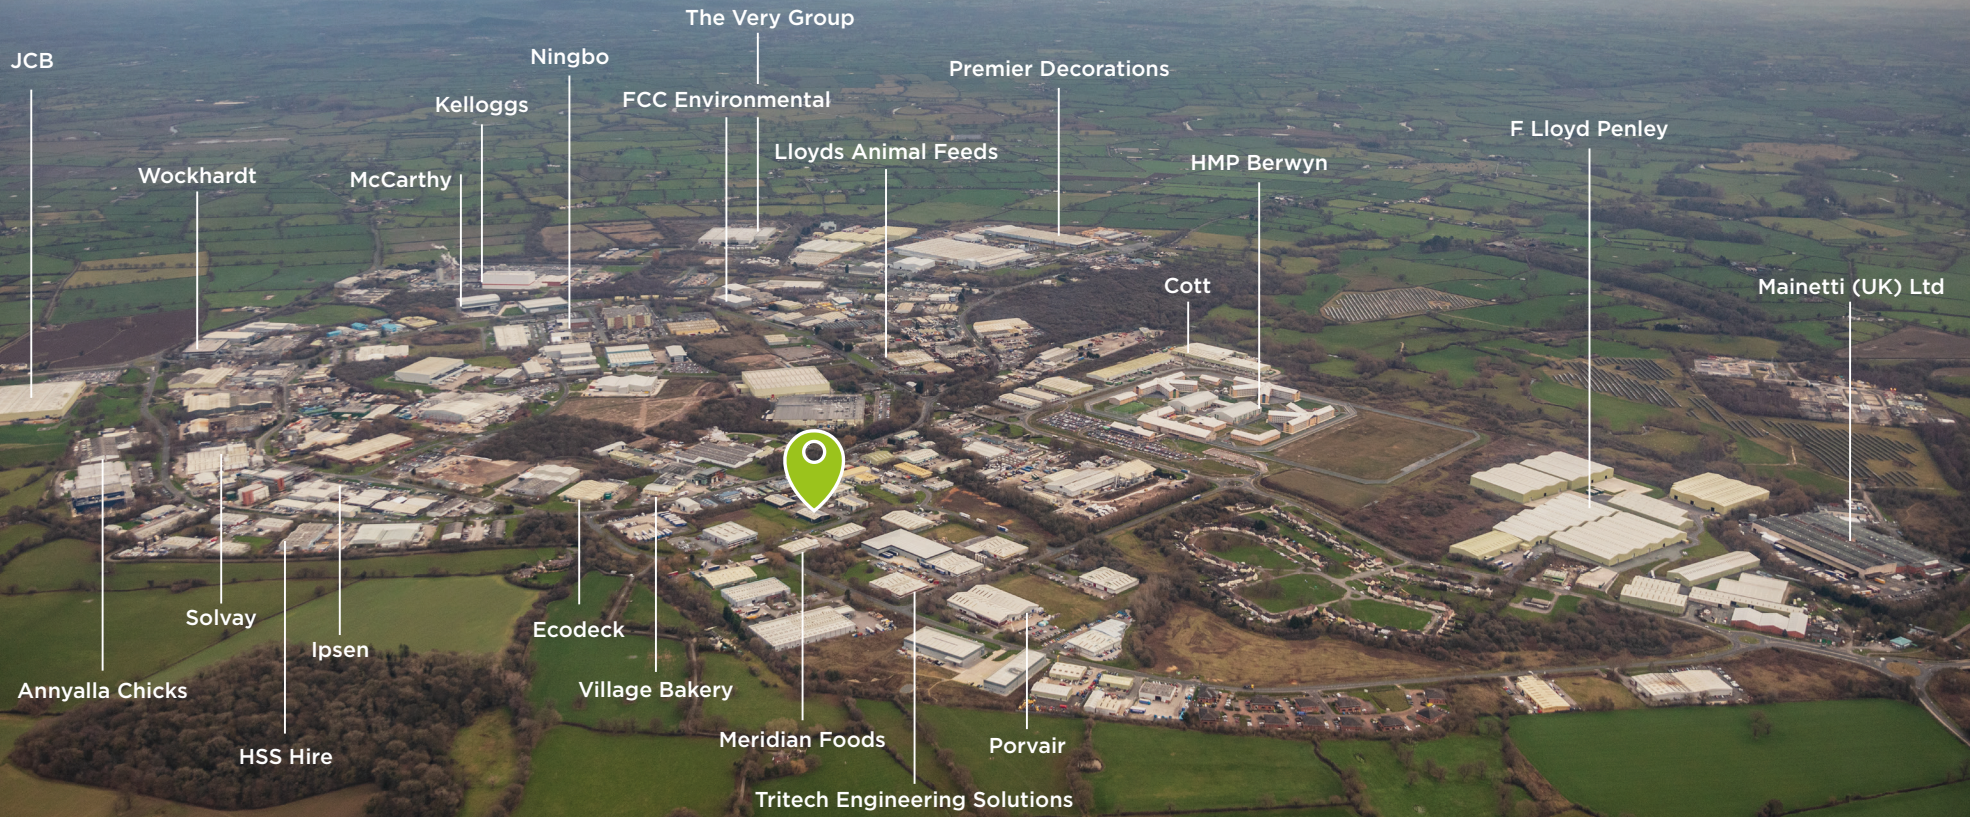 The Very Group
JCB
Ningbo
Premier Decorations
Kelloggs
FCC Environmental
F Lloyd Penley
Lloyds Animal Feeds
HMP Berwyn
Wockhardt
McCarthy
Cott
Mainetti (UK) Ltd
Solvay
Ecodeck
Ipsen
Annyalla Chicks
Village Bakery
Meridian Foods
Porvair
HSS Hire
Tritech Engineering Solutions